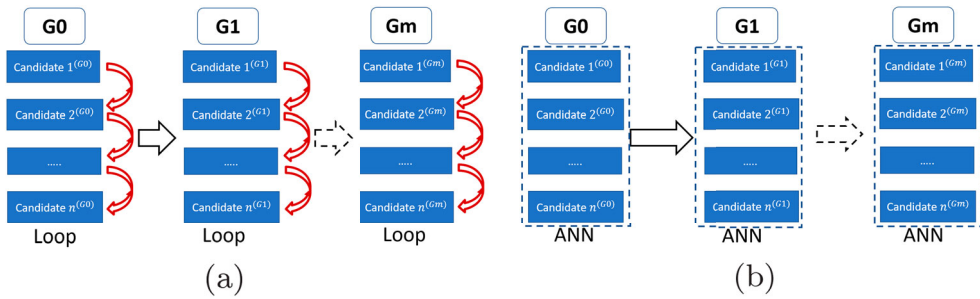 G0 G1 Gm G0 G1 Gm
Candidate 1^(G0) Candidate 1^(G1) Candidate 1^(Gm) Candidate 1^(G0) Candidate 1^(G1) Candidate 1^(Gm)
Candidate 2^(G0) Candidate 2^(G1) Candidate 2^(Gm) Candidate 2^(G0) Candidate 2^(G1) Candidate 2^(Gm)
..... ..... ..... ..... ..... .....
Candidate n^(G0) Candidate n^(G1) Candidate n^(Gm) Candidate n^(G0) Candidate n^(G1) Candidate n^(Gm)
Loop Loop Loop ANN ANN ANN
(a) (b)